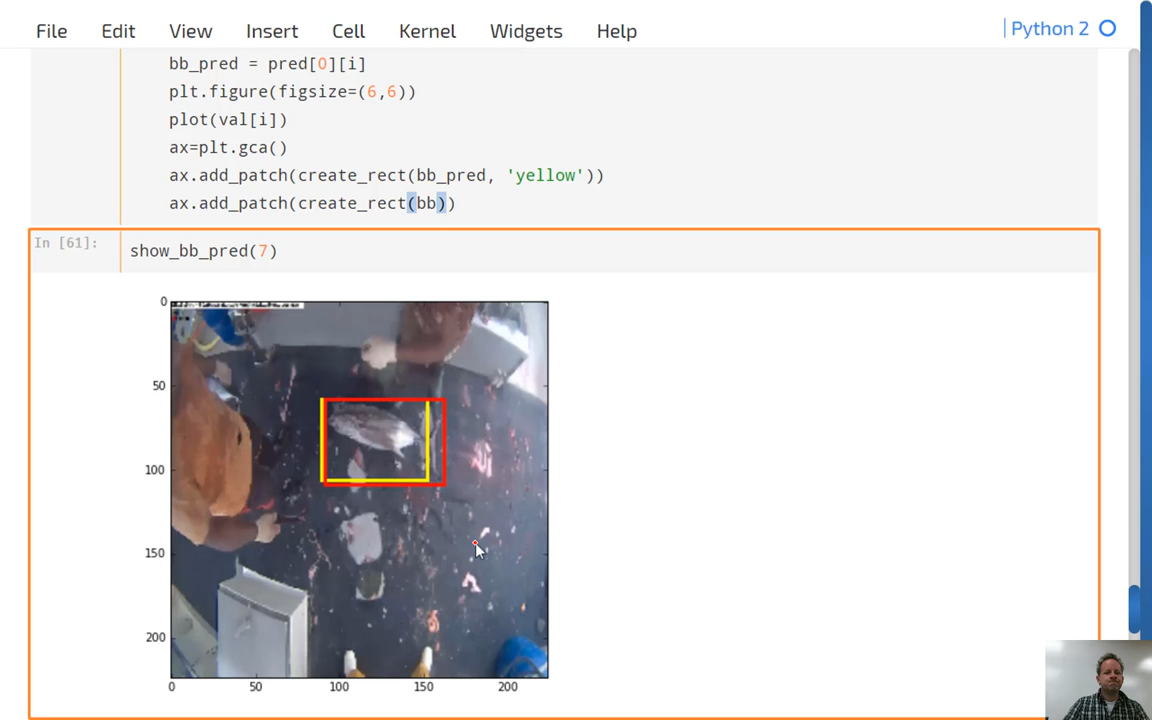 File Edit View Insert Cell Kernel Widgets Help Python 2
bb_pred = pred[0][i]
plt.figure(figsize=(6,6))
plot(val[i])
ax=plt.gca()
ax.add_patch(create_rect(bb_pred, 'yellow'))
ax.add_patch(create_rect(bb))
In [61]: show_bb_pred(7)
0
50
100
150
200
0 50 100 150 200